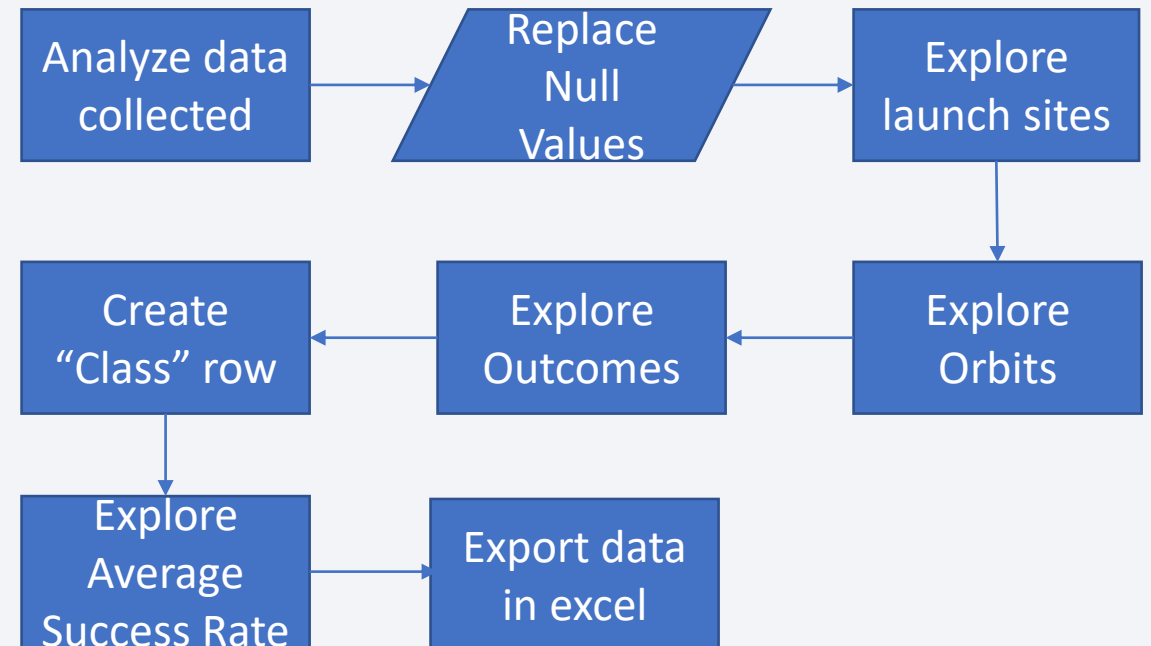 Analyze data
collected
Replace
Null
Values
Explore
launch sites
Explore
Orbits
Explore
Outcomes
Create
“Class” row
Explore
Average
Success Rate
Export data
in excel